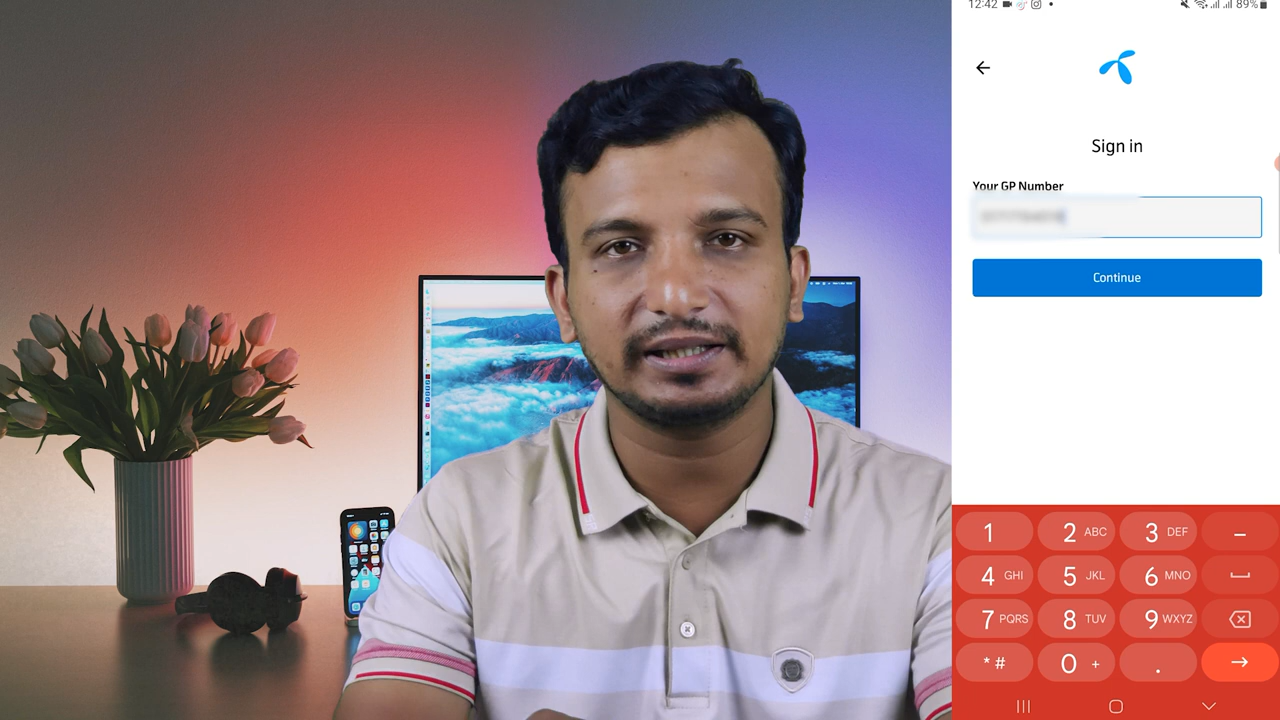 12:42
89%
Sign in
Your GP Number
Continue
1 2 ABC 3 DEF –
4 GHI 5 JKL 6 MNO
7 PQRS 8 TUV 9 WXYZ
* # 0 + .